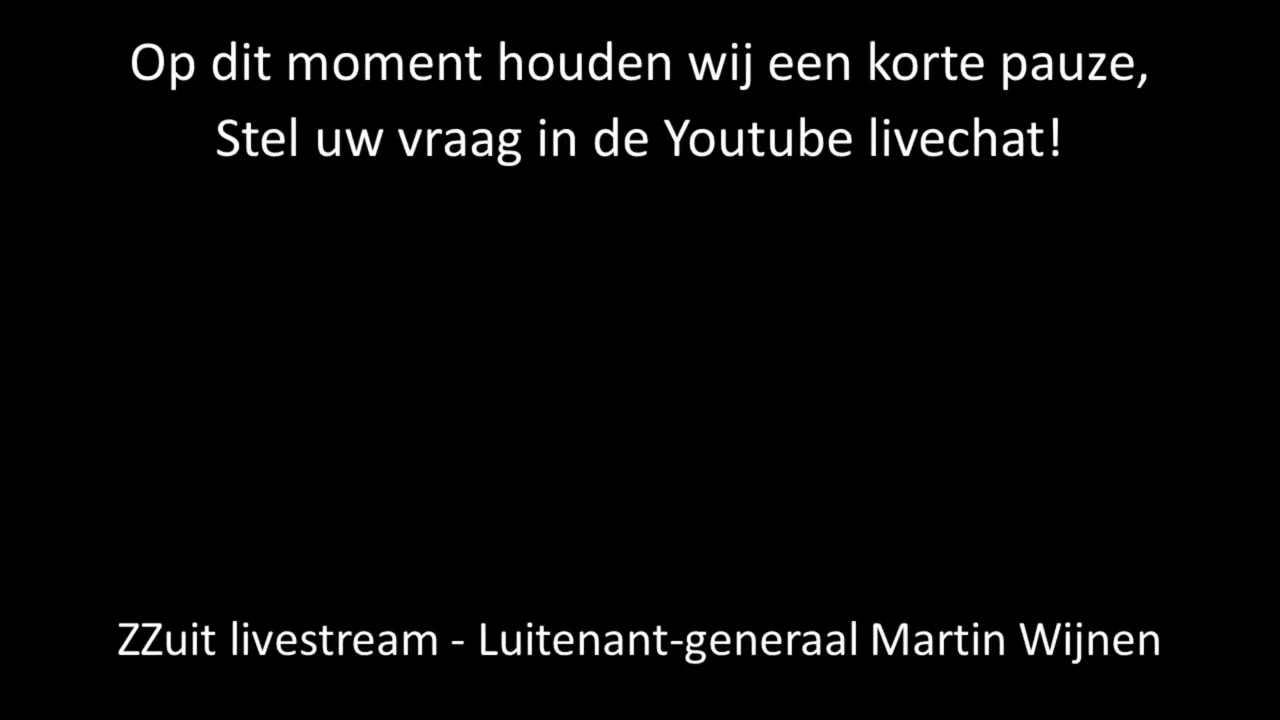 Op dit moment houden wij een korte pauze,
Stel uw vraag in de Youtube livechat!
ZZuit livestream - Luitenant-generaal Martin Wijnen